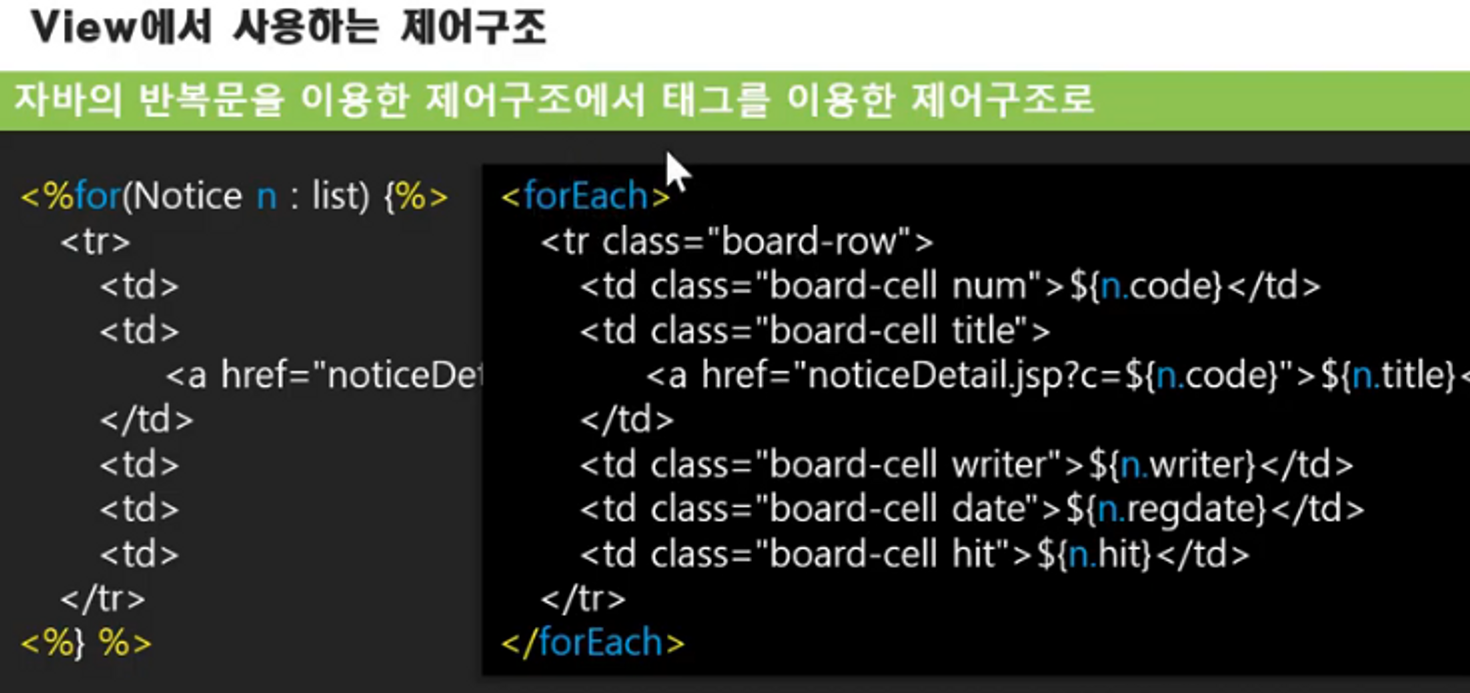 View에서 사용하는 제어구조
자바의 반복문을 이용한 제어구조에서 태그를 이용한 제어구조로
<%for(Notice n : list) {%>
<tr>
<td>
<td>
<a href="noticeDet
</td>
<td>
<td>
<td>
</tr>
<%} %>
<forEach>
<tr class="board-row">
<td class="board-cell num">${n.code}</td>
<td class="board-cell title">
<a href="noticeDetail.jsp?c=${n.code}">${n.title}<
</td>
<td class="board-cell writer">${n.writer}</td>
<td class="board-cell date">${n.regdate}</td>
<td class="board-cell hit">${n.hit}</td>
</tr>
</forEach>